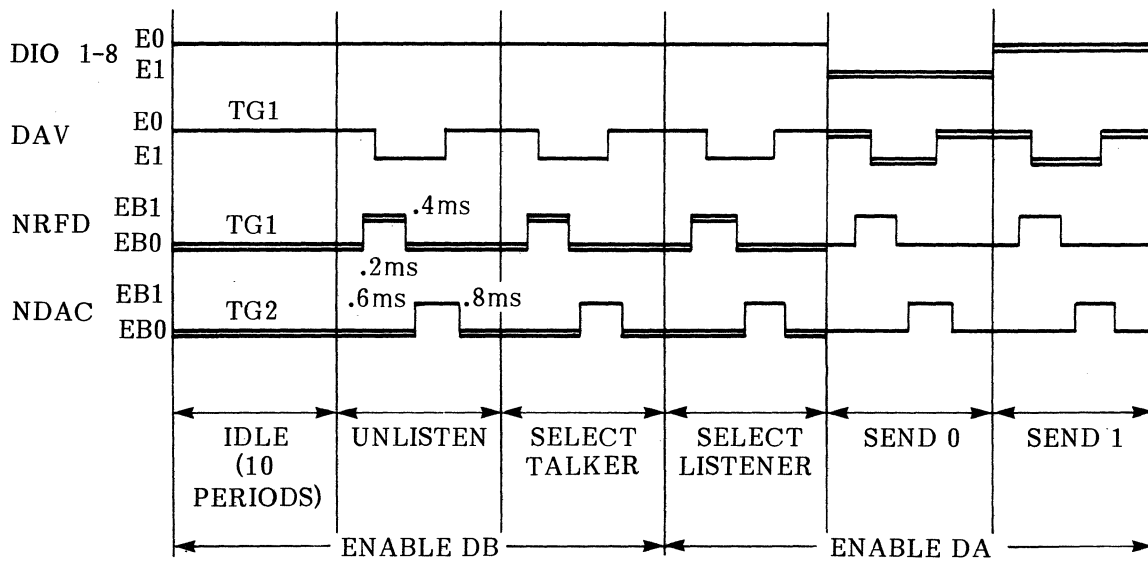 DIO 1-8
E0
E1
DAV
E0
E1
TG1
NRFD
EB1
EB0
TG1
.4ms
.2ms
NDAC
EB1
EB0
TG2
.6ms
.8ms
IDLE
(10
PERIODS)
UNLISTEN
SELECT
TALKER
SELECT
LISTENER
SEND 0
SEND 1
ENABLE DB
ENABLE DA